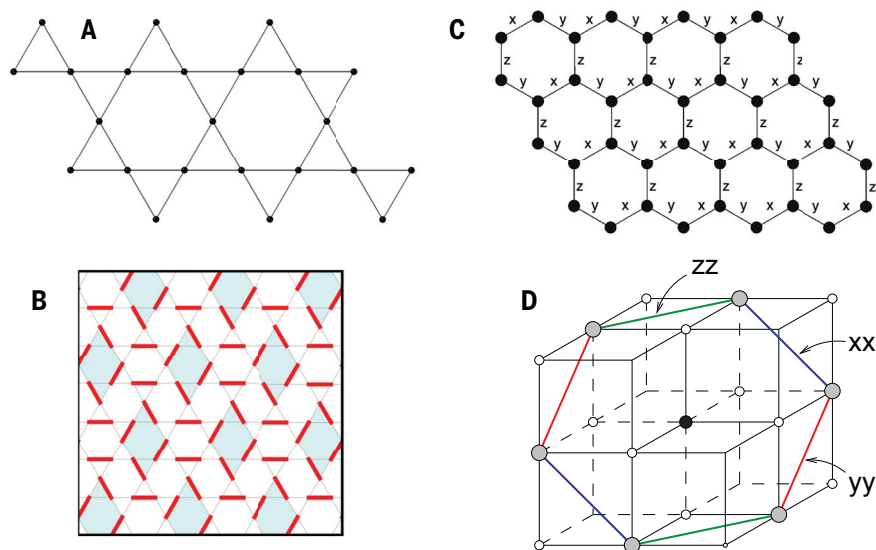 A
C
x y x y x y x y
z z z z z
y x y x y x y x y
z z z z z
y x y x y x y x y
z z z z z
y x y x y x y x
B
D
zz
xx
yy